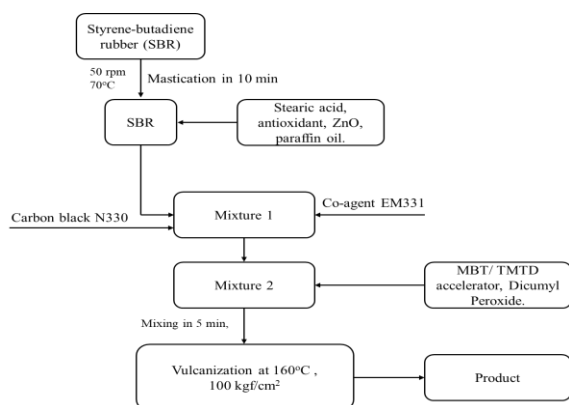 Styrene-butadiene
rubber (SBR)
50 rpm
70°C
Mastication in 10 min
SBR
Stearic acid,
antioxidant, ZnO,
paraffin oil.
Carbon black N330
Mixture 1
Co-agent EM331
Mixture 2
MBT/ TMTD
accelerator, Dicumyl
Peroxide.
Mixing in 5 min,
Vulcanization at 160°C ,
100 kgf/cm²
Product